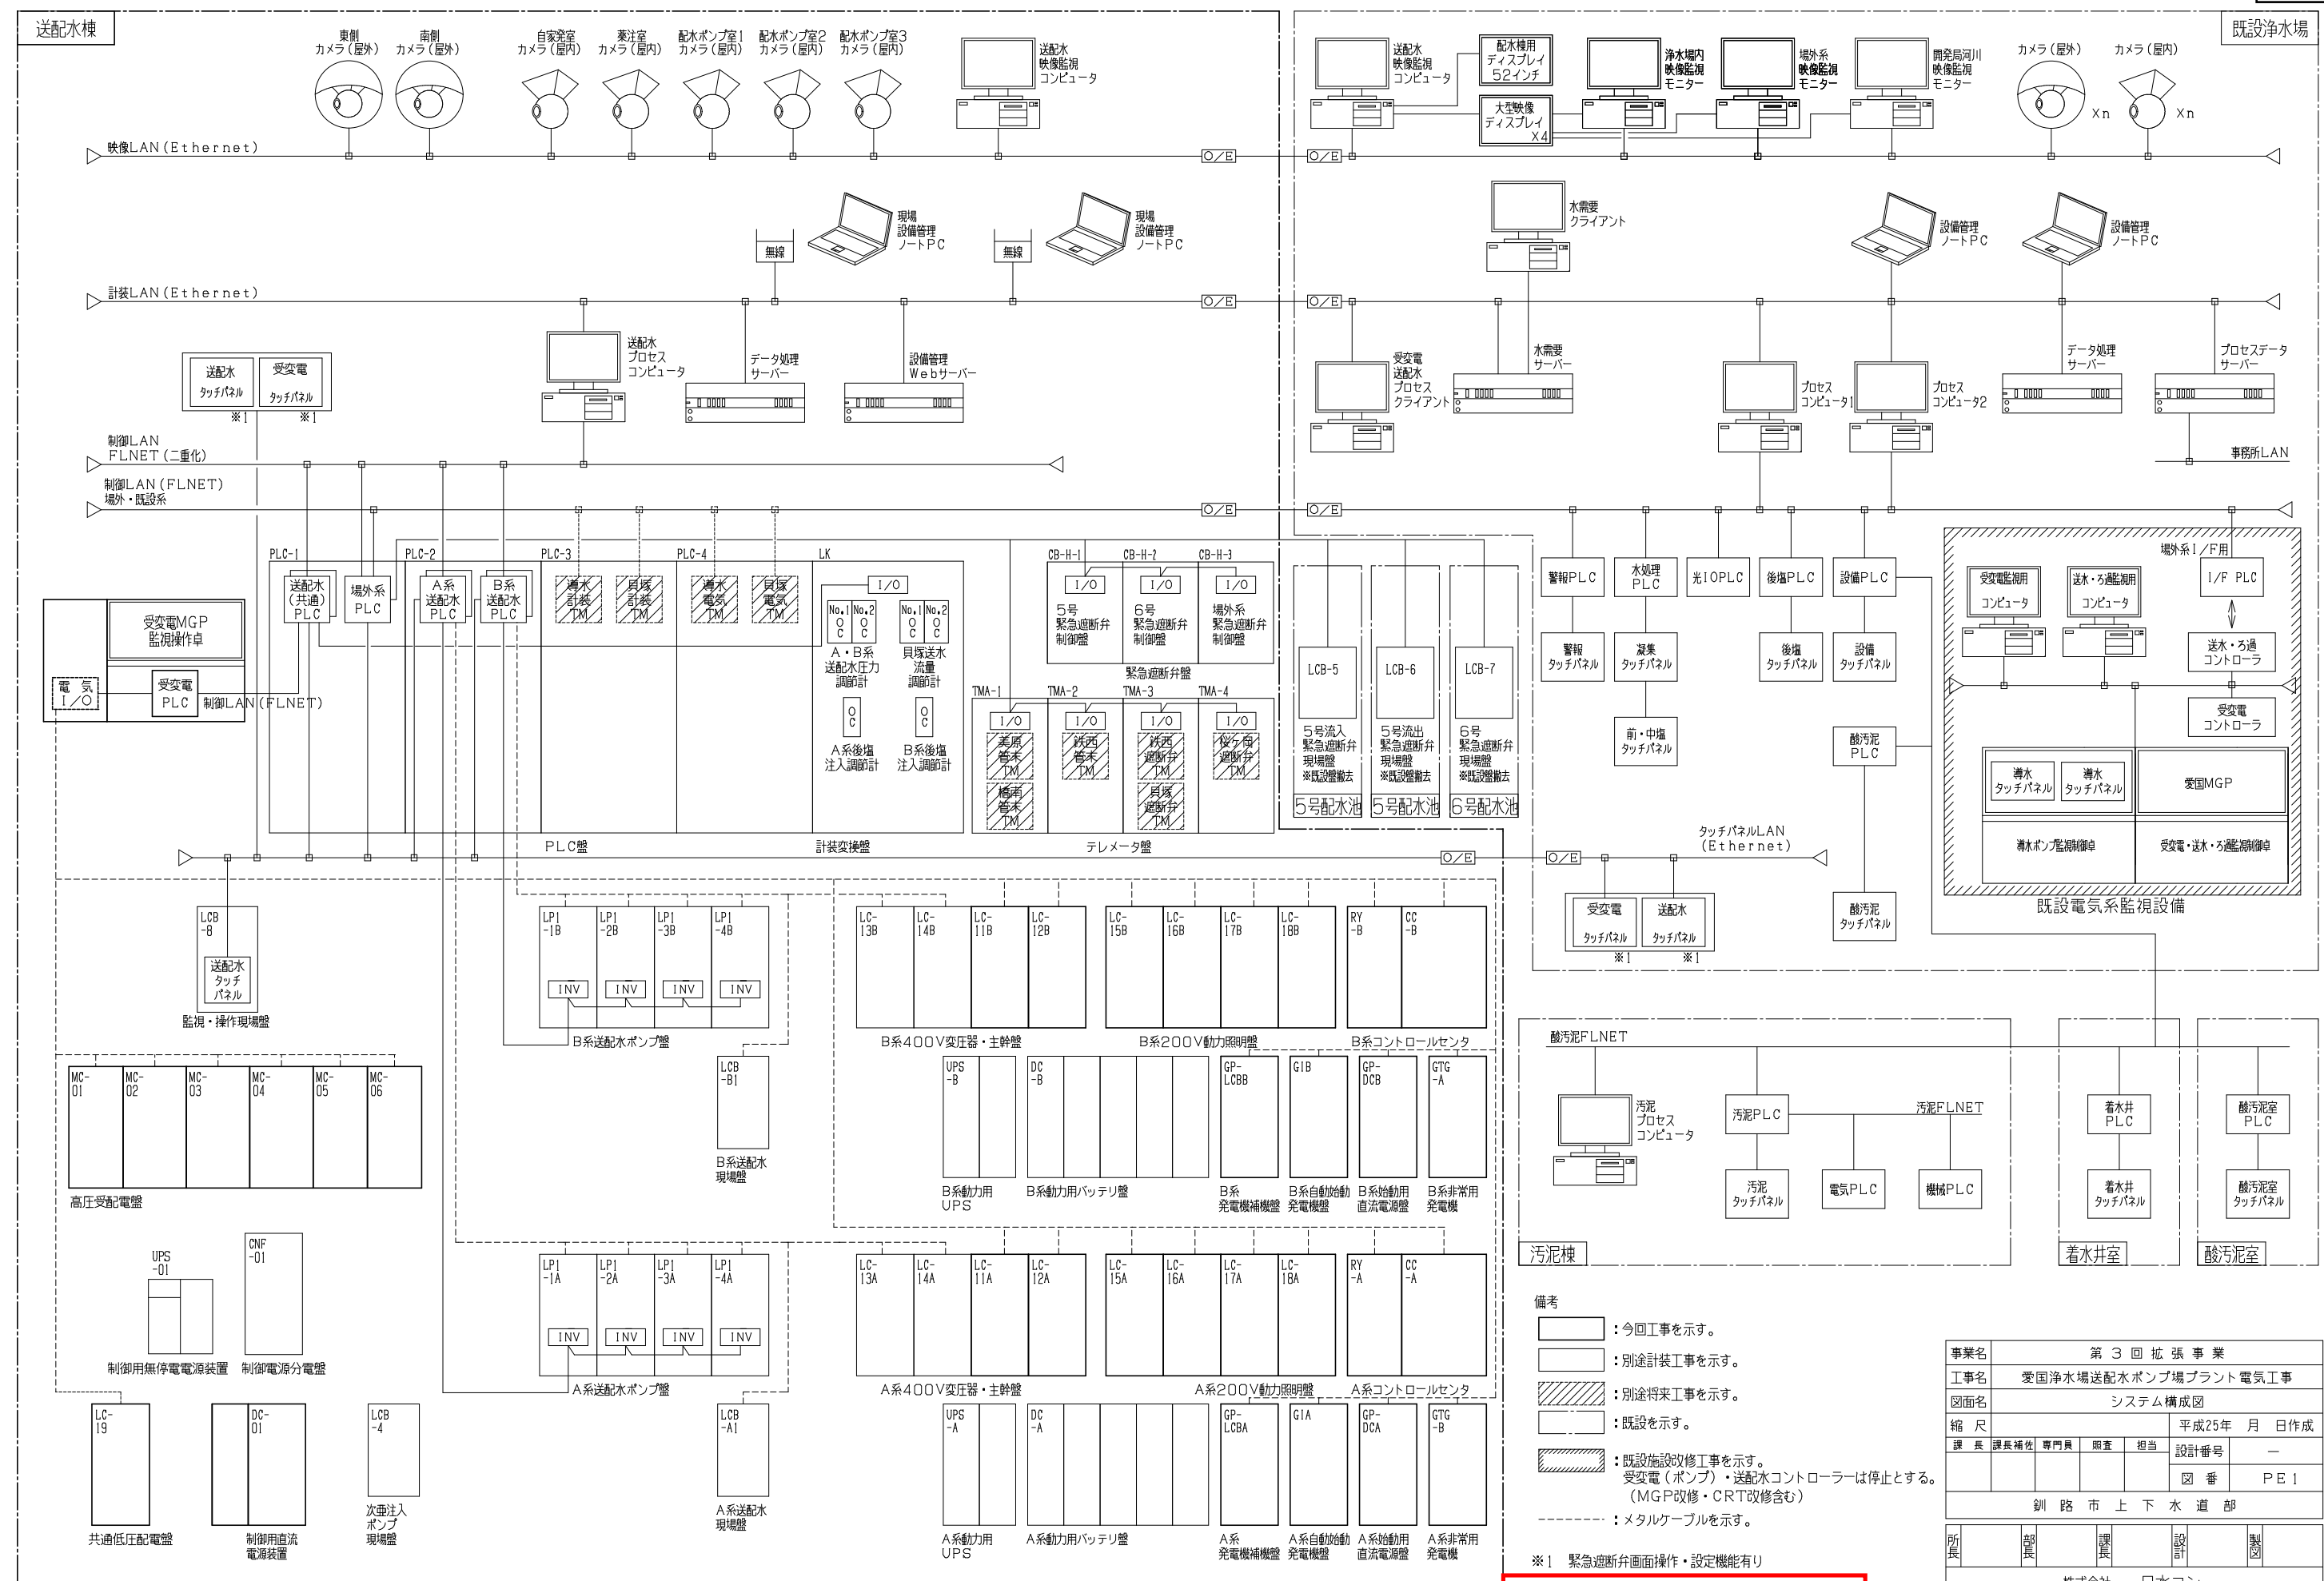 送配水棟
既設浄水場
東側
カメラ(屋外)
南側
カメラ(屋外)
自家発室
カメラ(屋内)
薬注室
カメラ(屋内)
配水ポンプ室1
カメラ(屋内)
配水ポンプ室2
カメラ(屋内)
配水ポンプ室3
カメラ(屋内)
送配水
映像監視
コンピュータ
送配水
映像監視
コンピュータ
配水棟用
ディスプレイ
52インチ
大型映像
ディスプレイ
X4
浄水場内
映像監視
モニター
場外系
映像監視
モニター
開発局河川
映像監視
モニター
カメラ(屋外)
Xn
カメラ(屋内)
Xn
映像LAN(Ethernet)
O/E
O/E
無線
現場
設備管理
ノートPC
無線
現場
設備管理
ノートPC
水需要
クライアント
設備管理
ノートPC
設備管理
ノートPC
計装LAN(Ethernet)
O/E
O/E
送配水
タッチパネル
※1
受変電
タッチパネル
※1
送配水
プロセス
コンピュータ
データ処理
サーバー
設備管理
Webサーバー
受変電
送配水
プロセス
クライアント
水需要
サーバー
プロセス
コンピュータ1
プロセス
コンピュータ2
データ処理
サーバー
プロセスデータ
サーバー
事務所LAN
制御LAN
FLNET(二重化)
制御LAN(FLNET)
場外・既設系
O/E
O/E
PLC-1
PLC-2
PLC-3
PLC-4
LK
送配水
(共通)
PLC
場外系
PLC
A系
送配水
PLC
B系
送配水
PLC
導水
計装
TM
貝塚
計装
TM
導水
電気
TM
貝塚
電気
TM
I/O
No.1
O
C
No.2
O
C
No.1
O
C
No.2
O
C
A・B系
送配水圧力
調節計
貝塚送水
流量
調節計
O
C
O
C
A系後塩
注入調節計
B系後塩
注入調節計
PLC盤
計装変換盤
受変電MGP
監視操作卓
電気
I/O
受変電
PLC
制御LAN(FLNET)
CB-H-1
CB-H-2
CB-H-3
I/O
I/O
I/O
5号
緊急遮断弁
制御盤
6号
緊急遮断弁
制御盤
場外系
緊急遮断弁
制御盤
緊急遮断弁盤
TMA-1
TMA-2
TMA-3
TMA-4
I/O
I/O
I/O
I/O
美原
管末
TM
鉄西
管末
TM
鉄西
遮断弁
TM
桜ケ岡
遮断弁
TM
橋南
管末
TM
貝塚
遮断弁
TM
テレメータ盤
LCB-5
LCB-6
LCB-7
5号流入
緊急遮断弁
現場盤
※既設盤撤去
5号流出
緊急遮断弁
現場盤
※既設盤撤去
6号
緊急遮断弁
現場盤
※既設盤撤去
5号配水池
5号配水池
6号配水池
警報PLC
水処理
PLC
光IOPLC
後塩PLC
設備PLC
警報
タッチパネル
凝集
タッチパネル
後塩
タッチパネル
設備
タッチパネル
前・中塩
タッチパネル
酸汚泥
PLC
酸汚泥
タッチパネル
場外系I/F用
受変電監視用
コンピュータ
送水・ろ過監視用
コンピュータ
I/F PLC
送水・ろ過
コントローラ
受変電
コントローラ
導水
タッチパネル
導水
タッチパネル
愛国MGP
導水ポンプ監視制御卓
受変電・送水・ろ過監視制御卓
既設電気系監視設備
タッチパネルLAN
(Ethernet)
O/E
O/E
受変電
タッチパネル
※1
送配水
タッチパネル
※1
LCB
-8
送配水
タッチ
パネル
監視・操作現場盤
LP1
-1B
LP1
-2B
LP1
-3B
LP1
-4B
INV
INV
INV
INV
B系送配水ポンプ盤
LCB
-B1
B系送配水
現場盤
LC-
13B
LC-
14B
LC-
11B
LC-
12B
B系400V変圧器・主幹盤
LC-
15B
LC-
16B
LC-
17B
LC-
18B
B系200V動力照明盤
RY
-B
CC
-B
B系コントロールセンタ
UPS
-B
B系動力用
UPS
DC
-B
B系動力用バッテリ盤
GP-
LCBB
B系
発電機補機盤
GIB
B系自動始動
発電機盤
GP-
DCB
B系始動用
直流電源盤
GTG
-A
B系非常用
発電機
MC-
01
MC-
02
MC-
03
MC-
04
MC-
05
MC-
06
高圧受配電盤
UPS
-01
制御用無停電電源装置
CNF
-01
制御電源分電盤
LC-
19
共通低圧配電盤
DC-
01
制御用直流
電源装置
LCB
-4
次亜注入
ポンプ
現場盤
LP1
-1A
LP1
-2A
LP1
-3A
LP1
-4A
INV
INV
INV
INV
A系送配水ポンプ盤
LCB
-A1
A系送配水
現場盤
LC-
13A
LC-
14A
LC-
11A
LC-
12A
A系400V変圧器・主幹盤
LC-
15A
LC-
16A
LC-
17A
LC-
18A
A系200V動力照明盤
RY
-A
CC
-A
A系コントロールセンタ
UPS
-A
A系動力用
UPS
DC
-A
A系動力用バッテリ盤
GP-
LCBA
A系
発電機補機盤
GIA
A系自動始動
発電機盤
GP-
DCA
A系始動用
直流電源盤
GTG
-B
A系非常用
発電機
酸汚泥FLNET
汚泥
プロセス
コンピュータ
汚泥PLC
汚泥FLNET
汚泥
タッチパネル
電気PLC
機械PLC
汚泥棟
着水井
PLC
着水井
タッチパネル
着水井室
酸汚泥室
PLC
酸汚泥室
タッチパネル
酸汚泥室
備考
:今回工事を示す。
:別途計装工事を示す。
:別途将来工事を示す。
:既設を示す。
:既設施設改修工事を示す。
受変電(ポンプ)・送配水コントローラーは停止とする。
(MGP改修・CRT改修含む)
:メタルケーブルを示す。
※1 緊急遮断弁画面操作・設定機能有り
事業名 第3回拡張事業
工事名 愛国浄水場送配水ポンプ場プラント電気工事
図面名 システム構成図
縮尺 平成25年 月 日作成
課長 課長補佐 専門員 照査 担当 設計番号 —
図番 PE1
釧路市上下水道部
所長 部長 課長 設計 製図
株式会社 日水コン